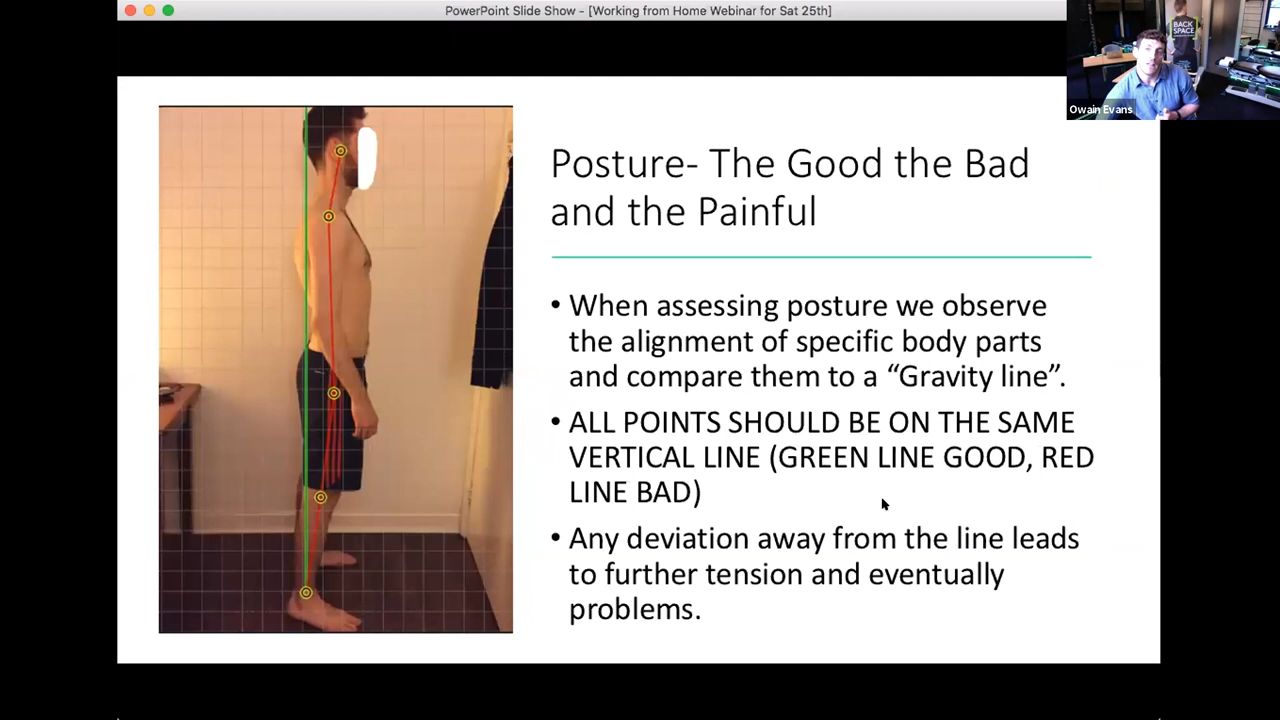 PowerPoint Slide Show - [Working from Home Webinar for Sat 25th]
BACK
SPACE
Owain Evans
Posture- The Good the Bad
and the Painful
• When assessing posture we observe
the alignment of specific body parts
and compare them to a “Gravity line”.
• ALL POINTS SHOULD BE ON THE SAME
VERTICAL LINE (GREEN LINE GOOD, RED
LINE BAD)
• Any deviation away from the line leads
to further tension and eventually
problems.